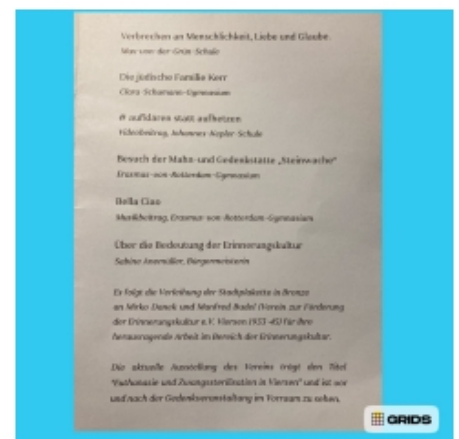 Verbrechen an Menschlichkeit, Liebe und Glaube.
Max-von-der-Grün-Schule
Die jüdische Familie Kerr
Clara-Schumann-Gymnasium
# aufklären statt aufhetzen
Videobeitrag, Johannes-Kepler-Schule
Besuch der Mahn- und Gedenkstätte „Steinwache"
Erasmus-von-Rotterdam-Gymnasium
Bella Ciao
Musikbeitrag, Erasmus-von-Rotterdam-Gymnasium
Über die Bedeutung der Erinnerungskultur
Sabine Anemüller, Bürgermeisterin
Es folgt die Verleihung der Stadtplakette in Bronze
an Mirko Danek und Manfred (Verein zur Förderung
der Erinnerungskultur e.V. Viersen 1933-45) für ihre
herausragende Arbeit im Bereich der Erinnerungskultur.
Die aktuelle Ausstellung des Vereins trägt den Titel
"Euthanasie und Zwangssterilisation in Viersen" und ist vor
und nach der Gedenkveranstaltung im Vorraum zu sehen.
GRIDS